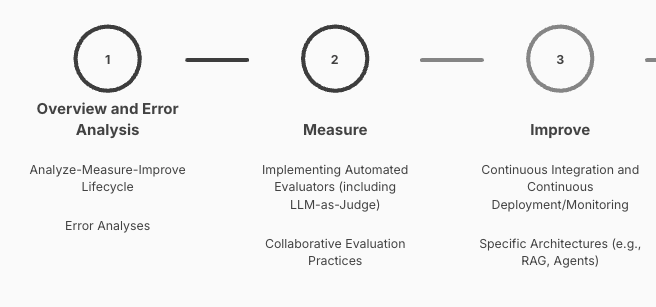 1
Overview and Error
Analysis
Analyze-Measure-Improve
Lifecycle
Error Analyses
2
Measure
Implementing Automated
Evaluators (including
LLM-as-Judge)
Collaborative Evaluation
Practices
3
Improve
Continuous Integration and
Continuous
Deployment/Monitoring
Specific Architectures (e.g.,
RAG, Agents)